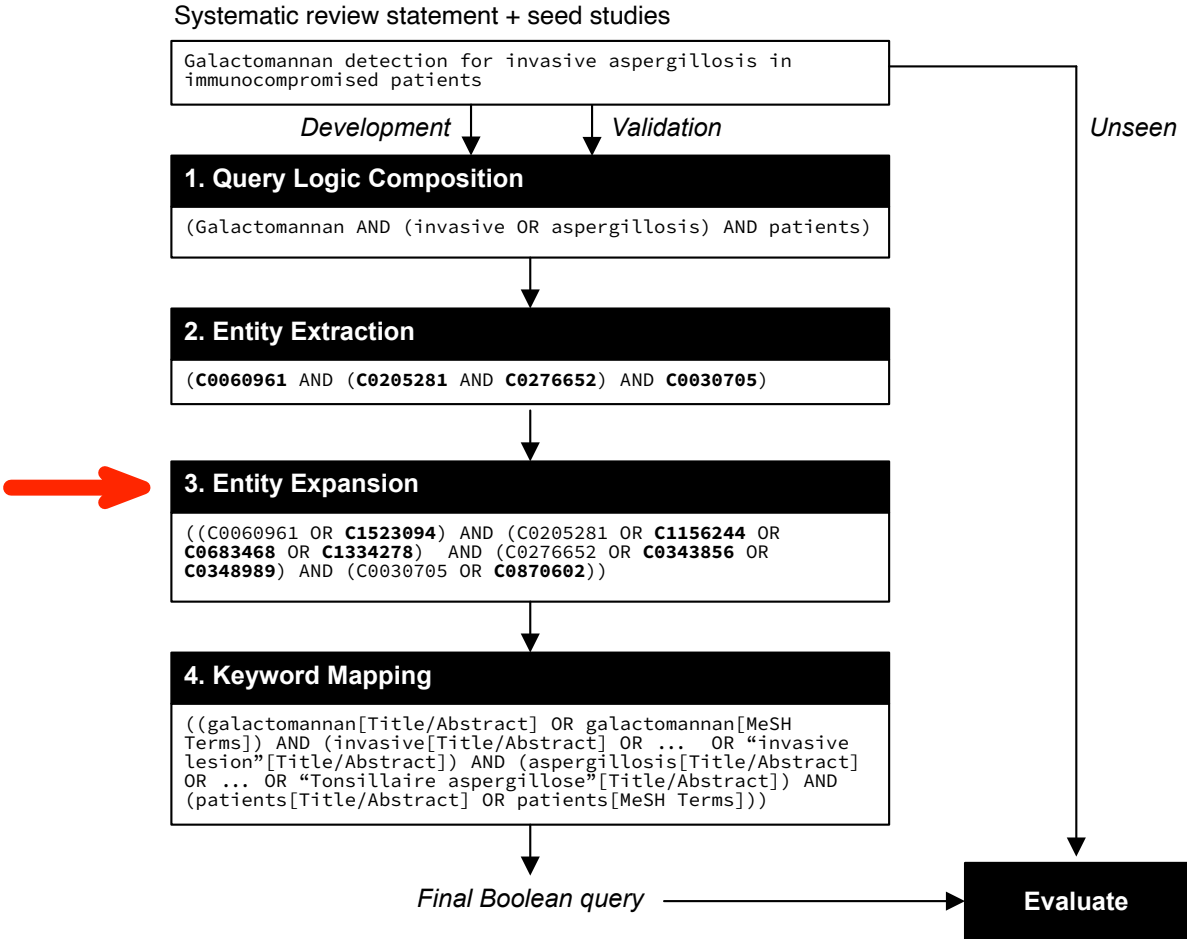 Systematic review statement + seed studies
Galactomannan detection for invasive aspergillosis in
immunocompromised patients
Development
Validation
Unseen
1. Query Logic Composition
(Galactomannan AND (invasive OR aspergillosis) AND patients)
2. Entity Extraction
(C0060961 AND (C0205281 AND C0276652) AND C0030705)
3. Entity Expansion
((C0060961 OR C1523094) AND (C0205281 OR C1156244 OR
C0683468 OR C1334278)  AND (C0276652 OR C0343856 OR
C0348989) AND (C0030705 OR C0870602))
4. Keyword Mapping
((galactomannan[Title/Abstract] OR galactomannan[MeSH
Terms]) AND (invasive[Title/Abstract] OR ...  OR “invasive
lesion”[Title/Abstract]) AND (aspergillosis[Title/Abstract]
OR ... OR “Tonsillaire aspergillose”[Title/Abstract]) AND
(patients[Title/Abstract] OR patients[MeSH Terms]))
Final Boolean query
Evaluate